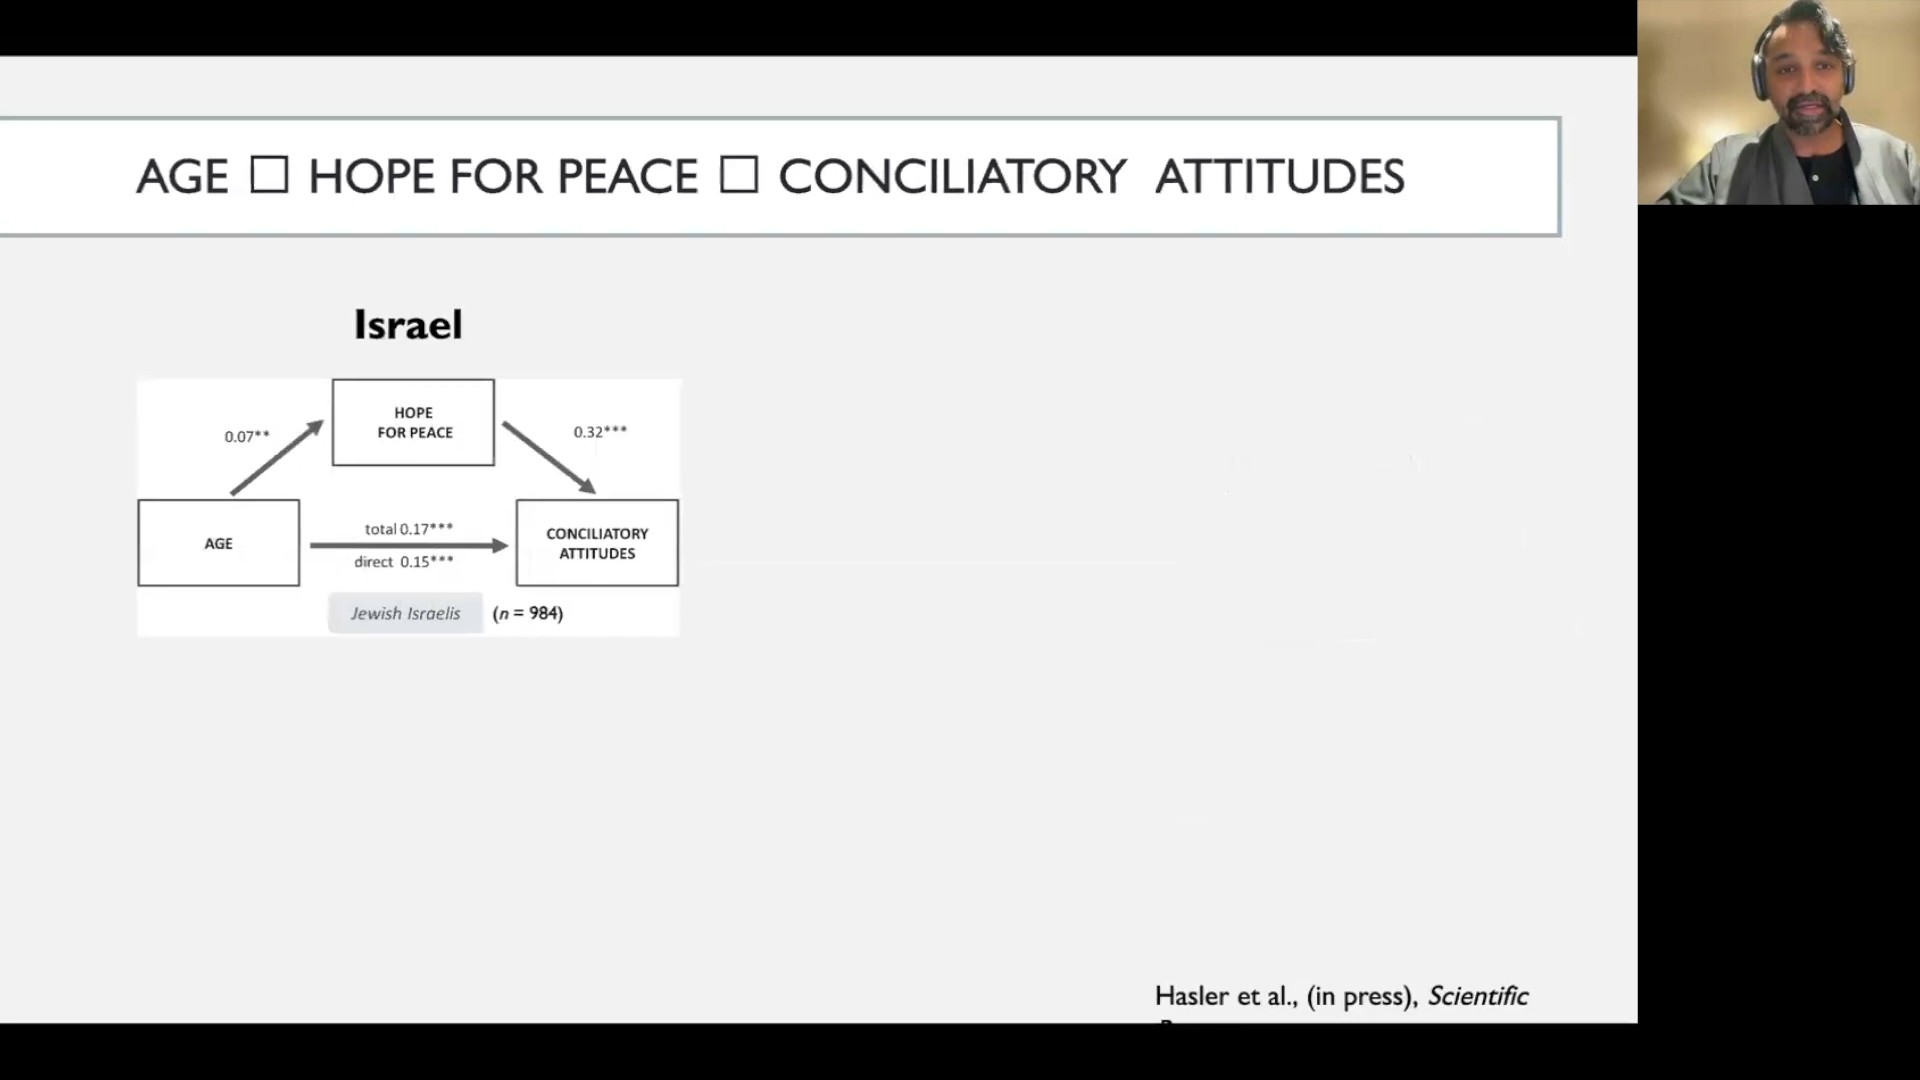 AGE □ HOPE FOR PEACE □ CONCILIATORY ATTITUDES
Israel
HOPE
FOR PEACE
0.07**
0.32***
AGE
total 0.17***
direct 0.15***
CONCILIATORY
ATTITUDES
Jewish Israelis (n = 984)
Hasler et al., (in press), Scientific